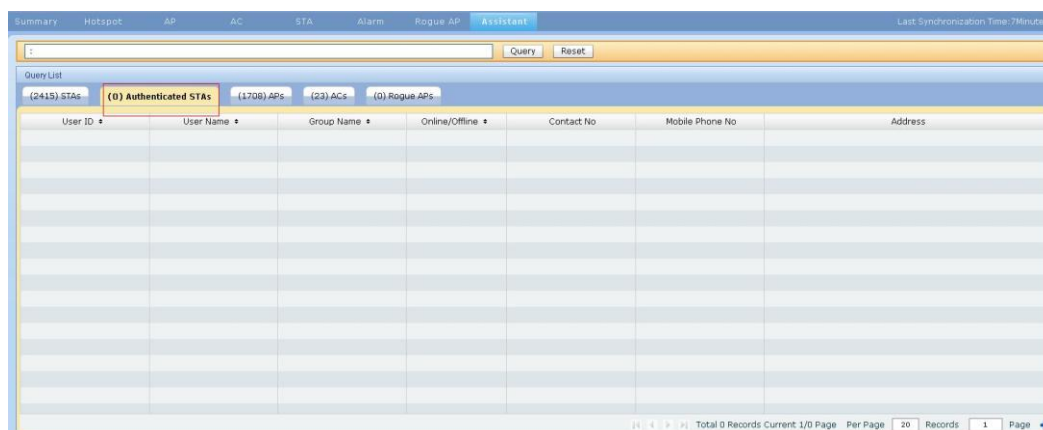 Summary Hotspot AP AC STA Alarm Rogue AP Assistant Last Synchronization Time:7Minute
: Query Reset
Query List
(2415) STAs (0) Authenticated STAs (1708) APs (23) ACs (0) Rogue APs
User ID User Name Group Name Online/Offline Contact No Mobile Phone No Address
Total 0 Records Current 1/0 Page Per Page 20 Records 1 Page